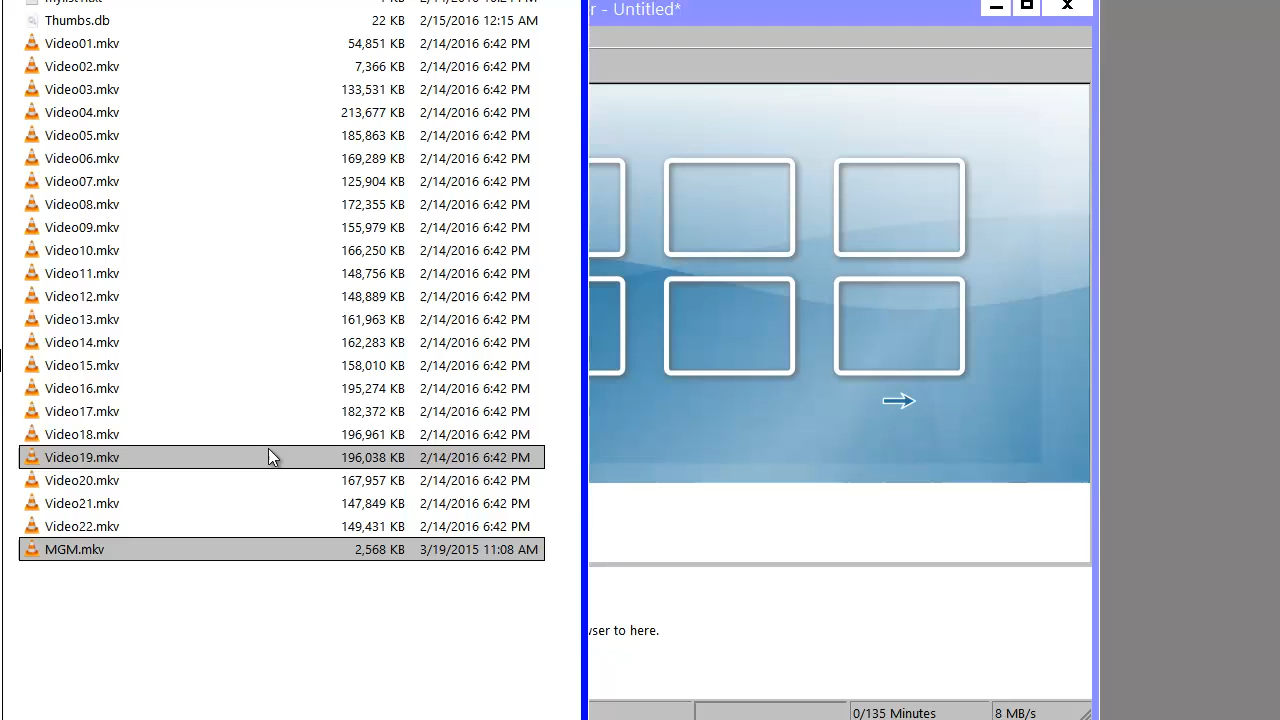 r - Untitled*
Thumbs.db 22 KB 2/15/2016 12:15 AM
Video01.mkv 54,851 KB 2/14/2016 6:42 PM
Video02.mkv 7,366 KB 2/14/2016 6:42 PM
Video03.mkv 133,531 KB 2/14/2016 6:42 PM
Video04.mkv 213,677 KB 2/14/2016 6:42 PM
Video05.mkv 185,863 KB 2/14/2016 6:42 PM
Video06.mkv 169,289 KB 2/14/2016 6:42 PM
Video07.mkv 125,904 KB 2/14/2016 6:42 PM
Video08.mkv 172,355 KB 2/14/2016 6:42 PM
Video09.mkv 155,979 KB 2/14/2016 6:42 PM
Video10.mkv 166,250 KB 2/14/2016 6:42 PM
Video11.mkv 148,756 KB 2/14/2016 6:42 PM
Video12.mkv 148,889 KB 2/14/2016 6:42 PM
Video13.mkv 161,963 KB 2/14/2016 6:42 PM
Video14.mkv 162,283 KB 2/14/2016 6:42 PM
Video15.mkv 158,010 KB 2/14/2016 6:42 PM
Video16.mkv 195,274 KB 2/14/2016 6:42 PM
Video17.mkv 182,372 KB 2/14/2016 6:42 PM
Video18.mkv 196,961 KB 2/14/2016 6:42 PM
Video19.mkv 196,038 KB 2/14/2016 6:42 PM
Video20.mkv 167,957 KB 2/14/2016 6:42 PM
Video21.mkv 147,849 KB 2/14/2016 6:42 PM
Video22.mkv 149,431 KB 2/14/2016 6:42 PM
MGM.mkv 2,568 KB 3/19/2015 11:08 AM
wser to here.
0/135 Minutes 8 MB/s